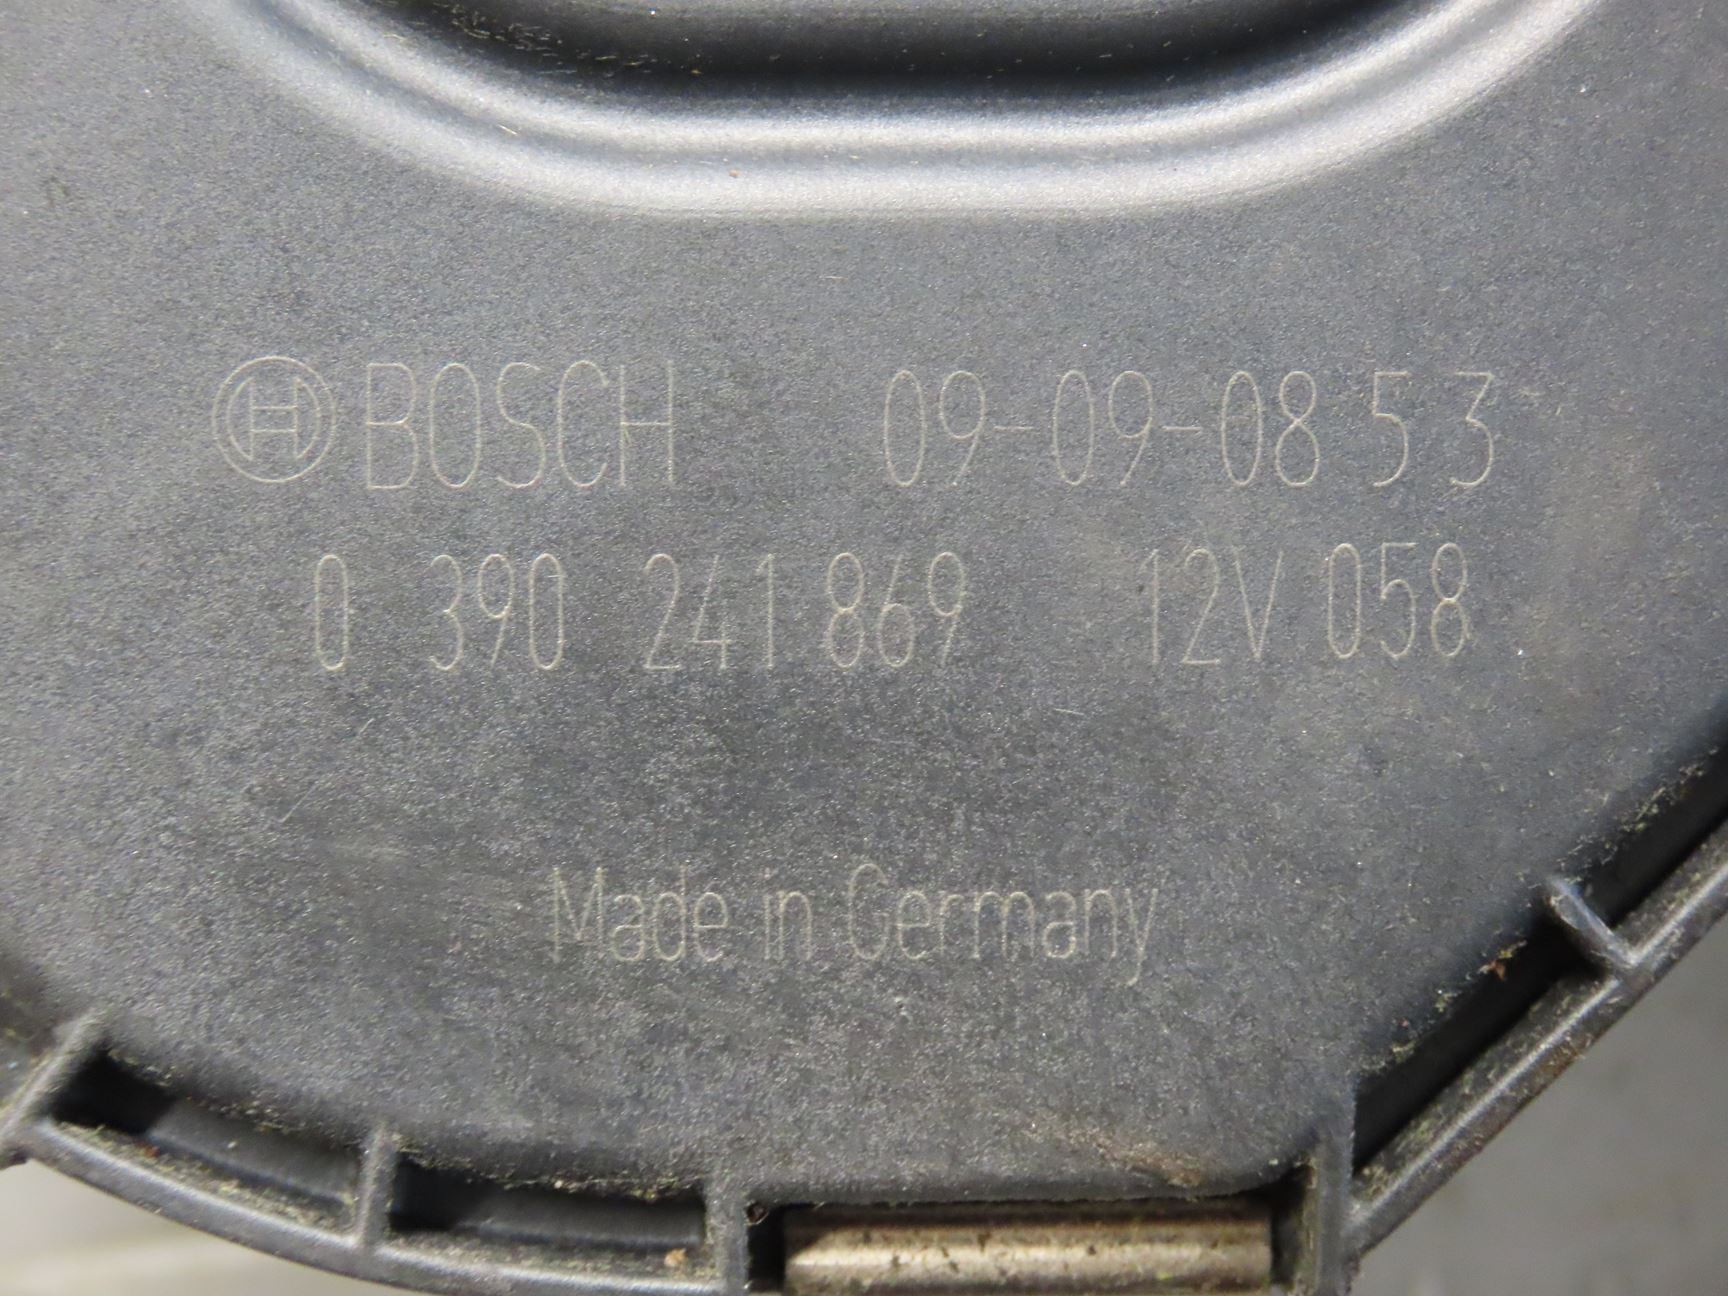 BOSCH 09-09-08 5 3
0 390 241 869 12V 058
Made in Germany